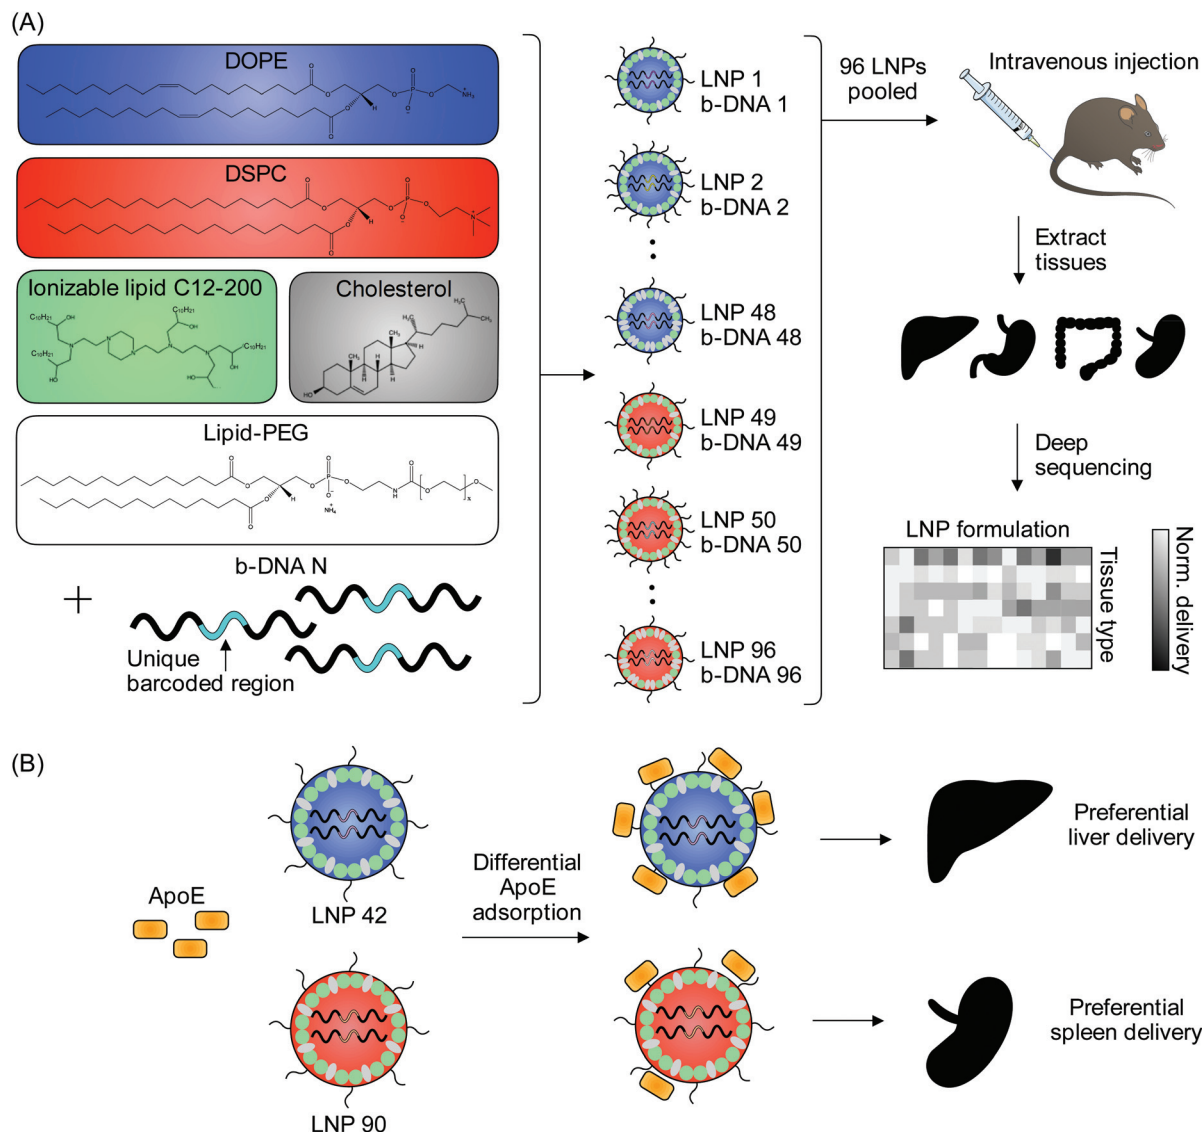 (A)
DOPE
DSPC
Ionizable lipid C12-200
Cholesterol
Lipid-PEG
b-DNA N
+
Unique
barcoded region
LNP 1
b-DNA 1
LNP 2
b-DNA 2
LNP 48
b-DNA 48
LNP 49
b-DNA 49
LNP 50
b-DNA 50
LNP 96
b-DNA 96
96 LNPs
pooled
Intravenous injection
Extract
tissues
Deep
sequencing
LNP formulation
Tissue type
Norm. delivery
(B)
ApoE
LNP 42
LNP 90
Differential
ApoE
adsorption
Preferential
liver delivery
Preferential
spleen delivery